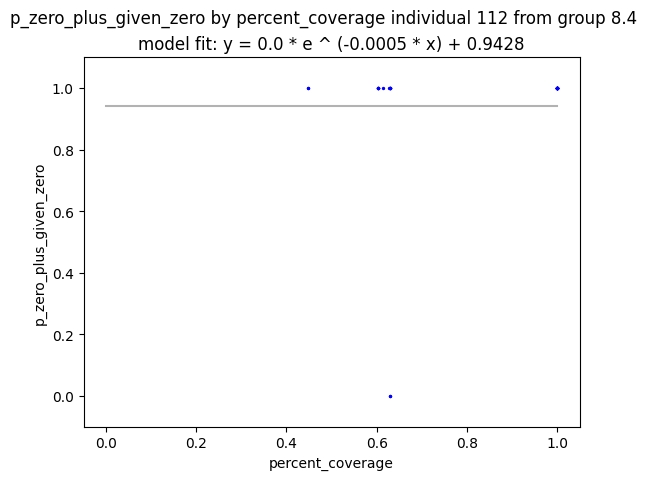 p_zero_plus_given_zero by percent_coverage individual 112 from group 8.4
model fit: y = 0.0 * e ^ (-0.0005 * x) + 0.9428
1.0
0.8
0.6
0.4
0.2
0.0
p_zero_plus_given_zero
0.0 0.2 0.4 0.6 0.8 1.0
percent_coverage